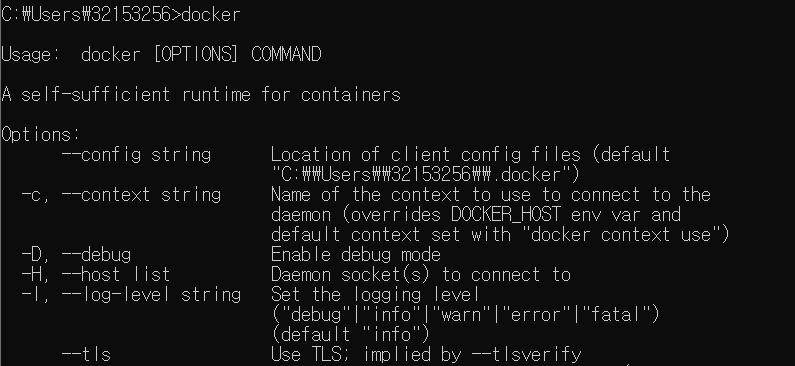 C:₩Users₩32153256>docker
Usage:  docker [OPTIONS] COMMAND
A self-sufficient runtime for containers
Options:
      --config string      Location of client config files (default
                           "C:₩₩Users₩₩32153256₩₩.docker")
  -c, --context string     Name of the context to use to connect to the
                           daemon (overrides DOCKER_HOST env var and
                           default context set with "docker context use")
  -D, --debug              Enable debug mode
  -H, --host list          Daemon socket(s) to connect to
  -l, --log-level string   Set the logging level
                           ("debug"|"info"|"warn"|"error"|"fatal")
                           (default "info")
      --tls                Use TLS; implied by --tlsverify